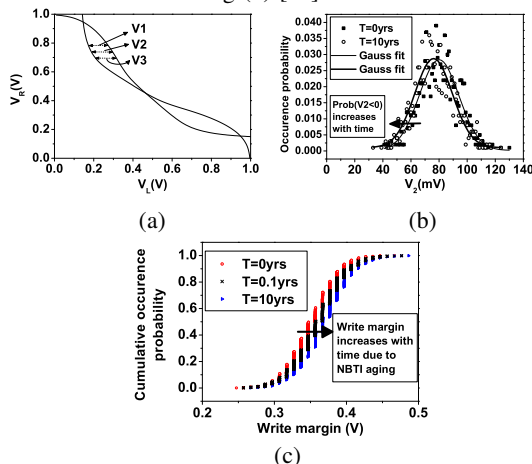 V1
V2
V3
1.0
0.8
0.6
0.4
0.2
0.0
V_R(V)
0.0 0.2 0.4 0.6 0.8 1.0
V_L(V)
(a)
0.040
0.035
0.030
0.025
0.020
0.015
0.010
0.005
0.000
Occurence probability
T=0yrs
T=10yrs
Gauss fit
Gauss fit
Prob(V2<0)
increases
with time
0 20 40 60 80 100 120 140
V_2(mV)
(b)
1.0
0.8
0.6
0.4
0.2
0.0
Cumulative occurence
probability
T=0yrs
T=0.1yrs
T=10yrs
Write margin
increases with
time due to
NBTI aging
0.2 0.3 0.4 0.5
Write margin (V)
(c)